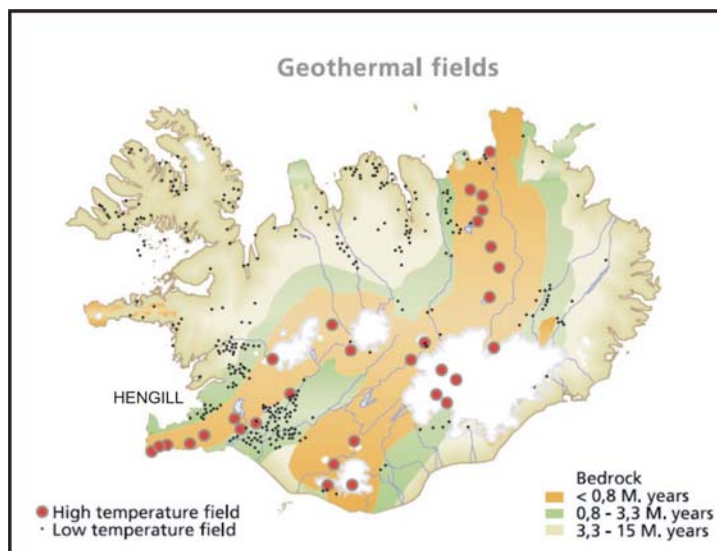 Geothermal fields
HENGILL
High temperature field
Low temperature field
Bedrock
< 0,8 M. years
0,8 - 3,3 M. years
3,3 - 15 M. years